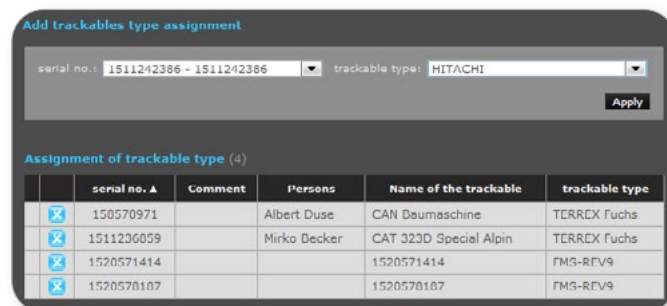 Add trackables type assignment
serial no.: 1511242386 - 1511242386 trackable type: HITACHI
Apply
Assignment of trackable type (4)
serial no. ▲ Comment Persons Name of the trackable trackable type
150570971 Albert Duse CAN Baumaschine TERREX Fuchs
1511236859 Mirko Becker CAT 323D Special Alpin TERREX Fuchs
1520571414 1520571414 FMS-REV9
1520578187 1520578187 FMS-REV9